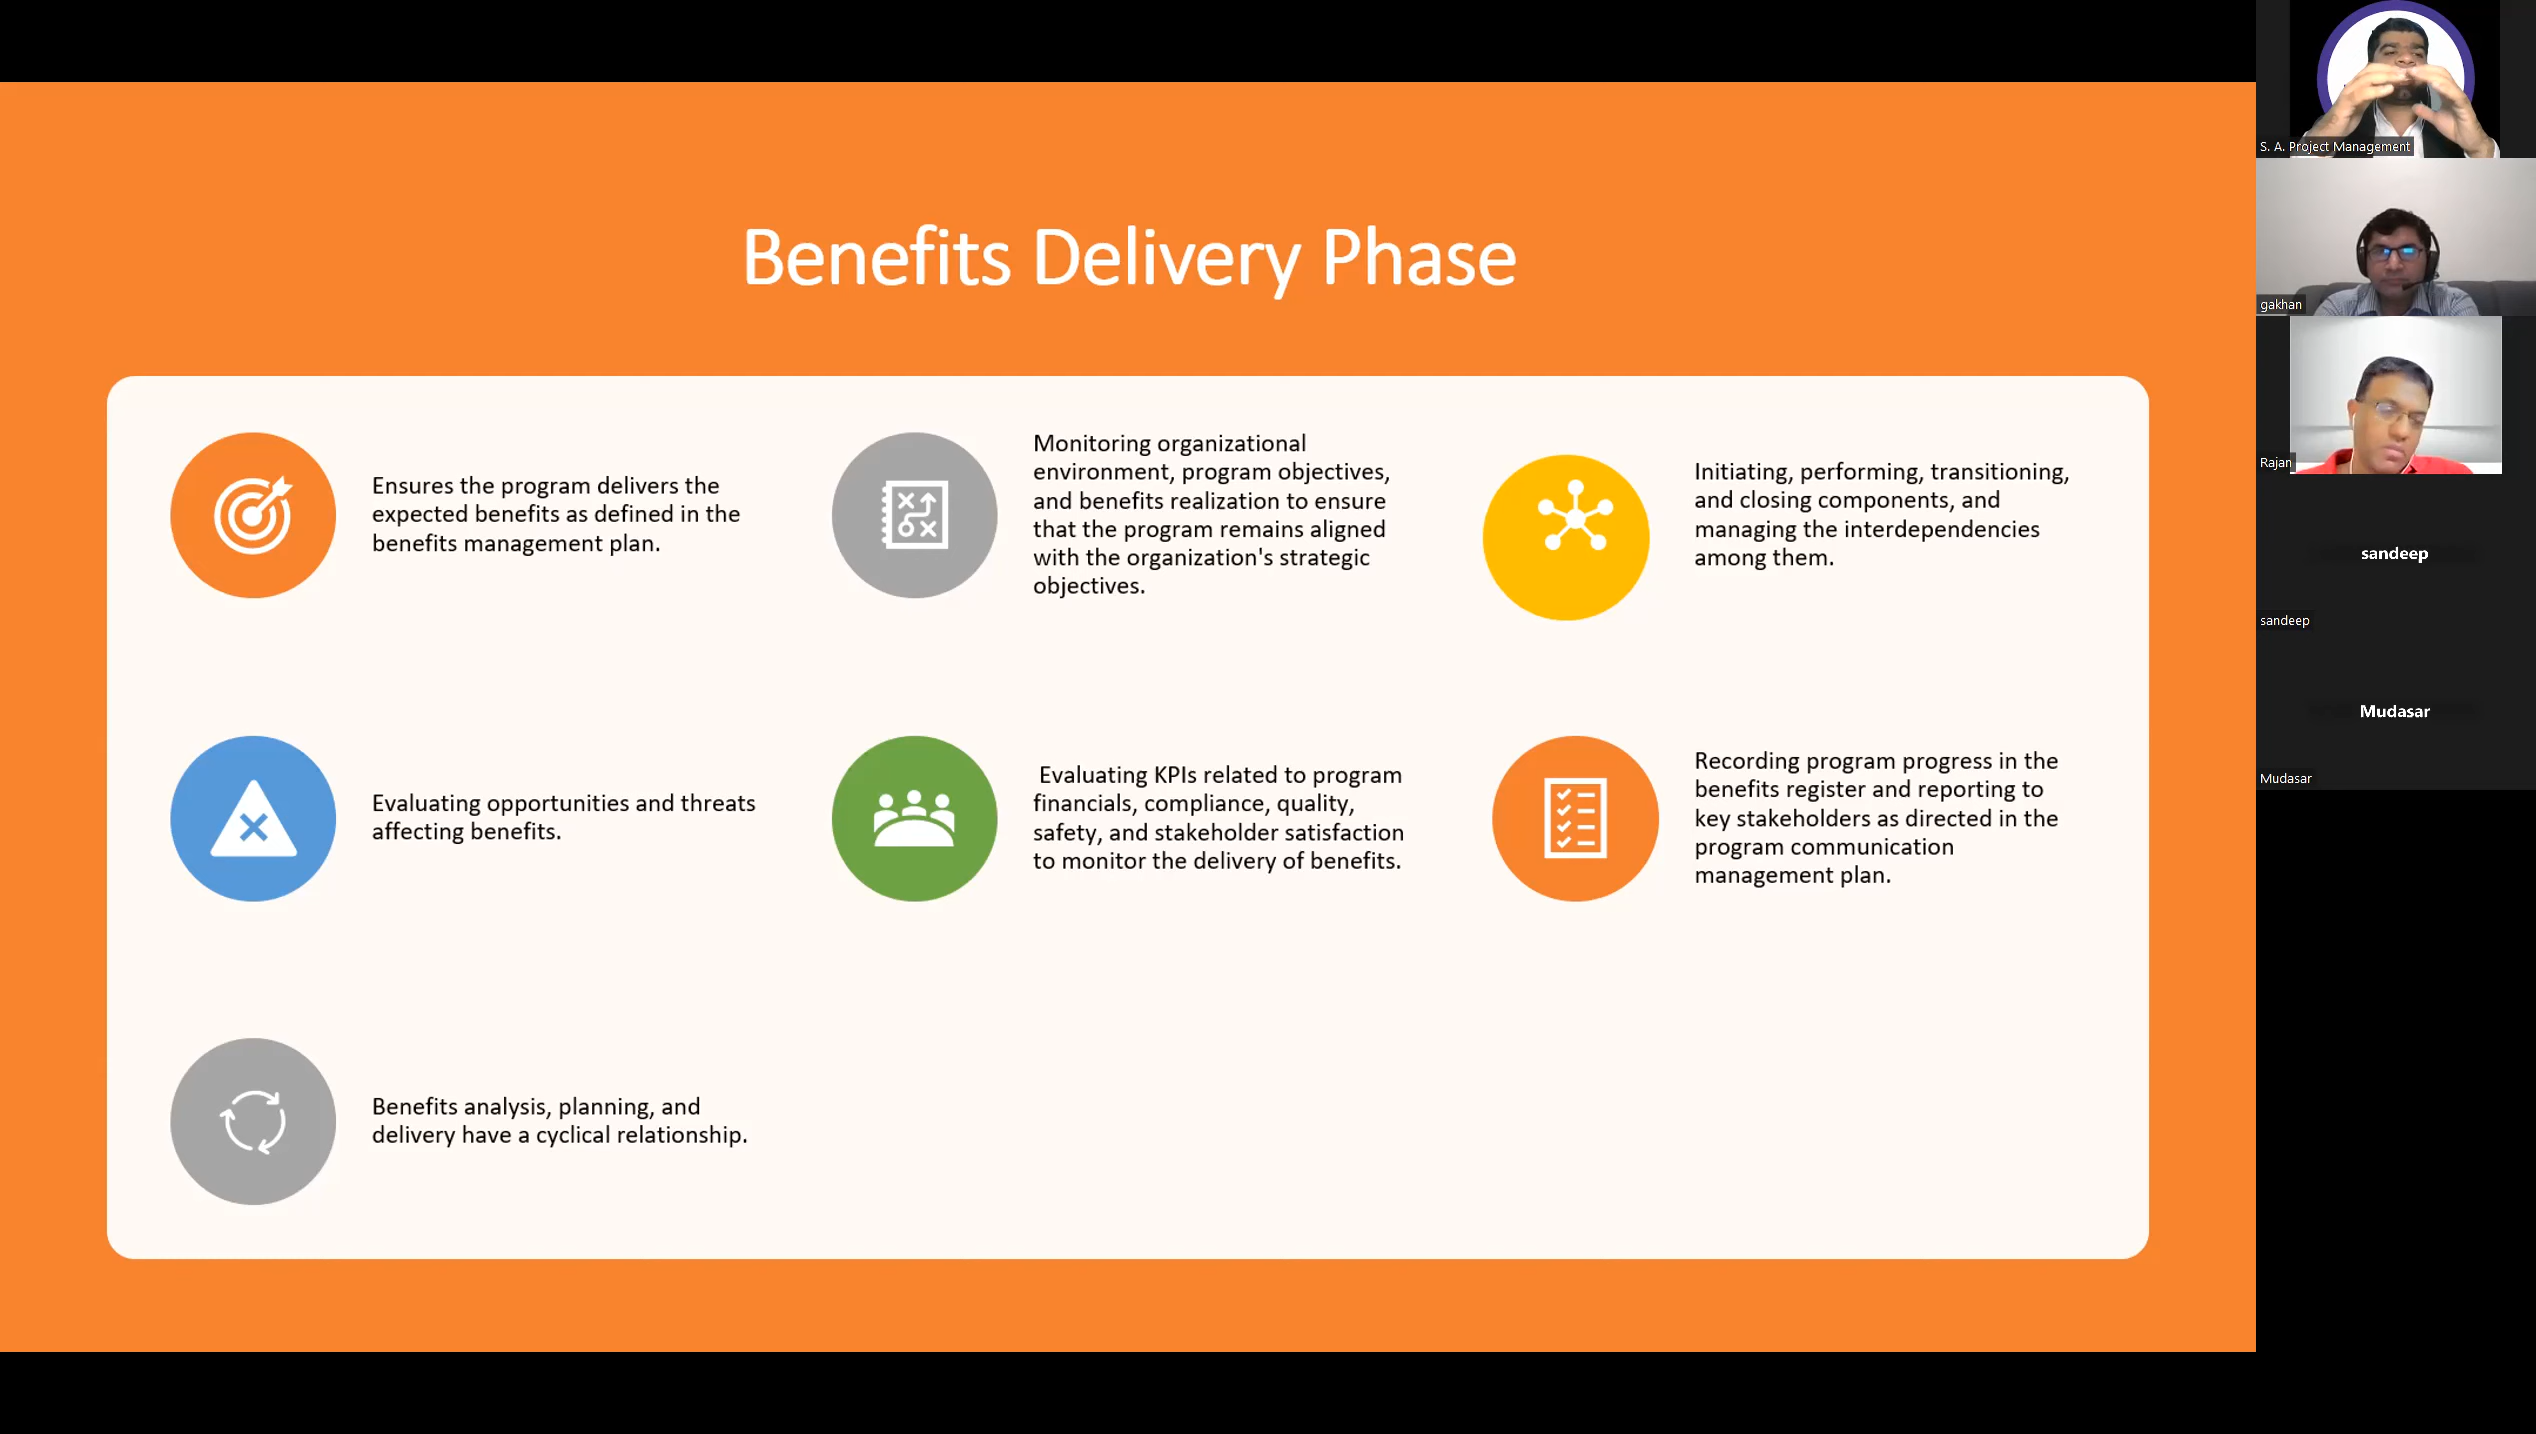 Benefits Delivery Phase
Ensures the program delivers the
expected benefits as defined in the
benefits management plan.
Monitoring organizational
environment, program objectives,
and benefits realization to ensure
that the program remains aligned
with the organization's strategic
objectives.
Initiating, performing, transitioning,
and closing components, and
managing the interdependencies
among them.
Evaluating opportunities and threats
affecting benefits.
Evaluating KPIs related to program
financials, compliance, quality,
safety, and stakeholder satisfaction
to monitor the delivery of benefits.
Recording program progress in the
benefits register and reporting to
key stakeholders as directed in the
program communication
management plan.
Benefits analysis, planning, and
delivery have a cyclical relationship.
S. A. Project Management
gakhan
Rajan
sandeep
sandeep
Mudasar
Mudasar